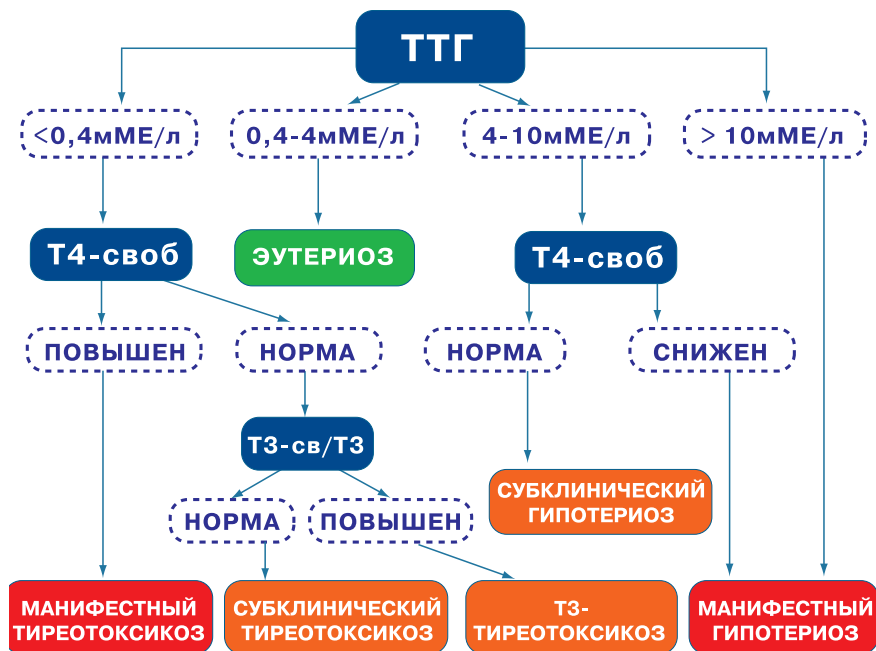 ТТГ
<0,4мМЕ/л
0,4-4мМЕ/л
4-10мМЕ/л
> 10мМЕ/л
Т4-своб
ЭУТЕРИОЗ
Т4-своб
ПОВЫШЕН
НОРМА
НОРМА
СНИЖЕН
Т3-св/Т3
СУБКЛИНИЧЕСКИЙ
ГИПОТЕРИОЗ
НОРМА
ПОВЫШЕН
МАНИФЕСТНЫЙ
ТИРЕОТОКСИКОЗ
СУБКЛИНИЧЕСКИЙ
ТИРЕОТОКСИКОЗ
Т3-
ТИРЕОТОКСИКОЗ
МАНИФЕСТНЫЙ
ГИПОТЕРИОЗ